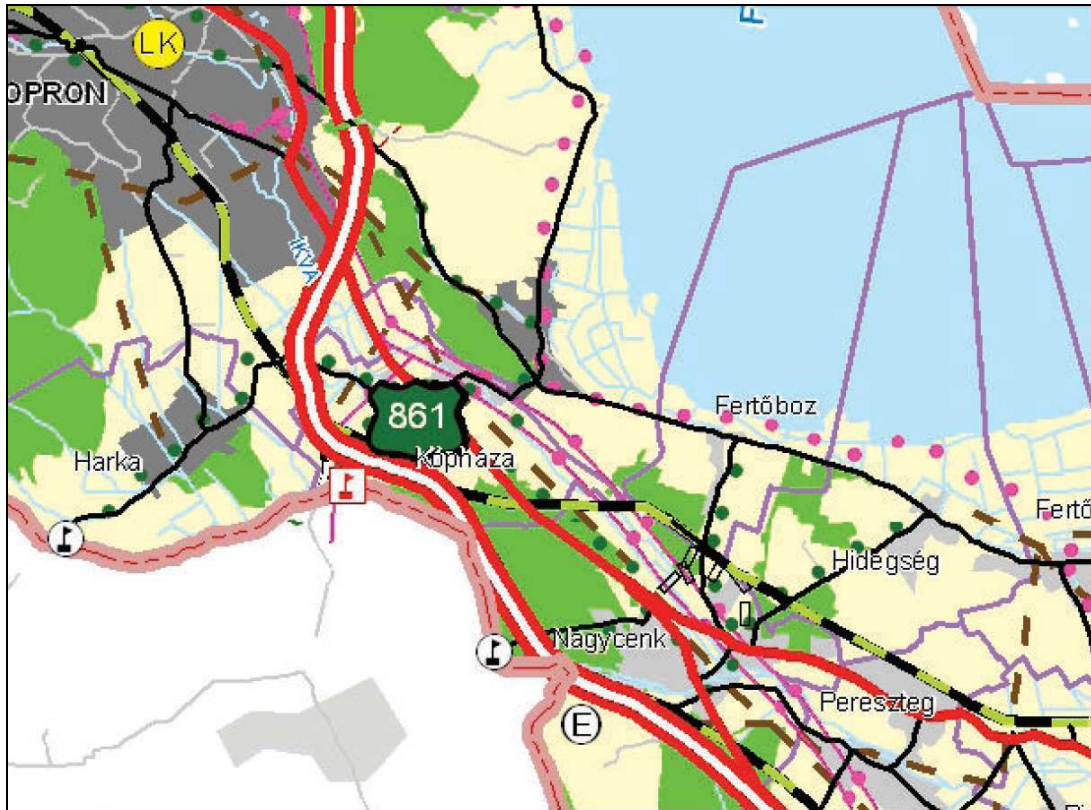 F
LK
OPRON
IKVA
861
Fertőboz
Kópháza
Harka
Fertő
Hidegség
Nagycenk
Pereszteg
E